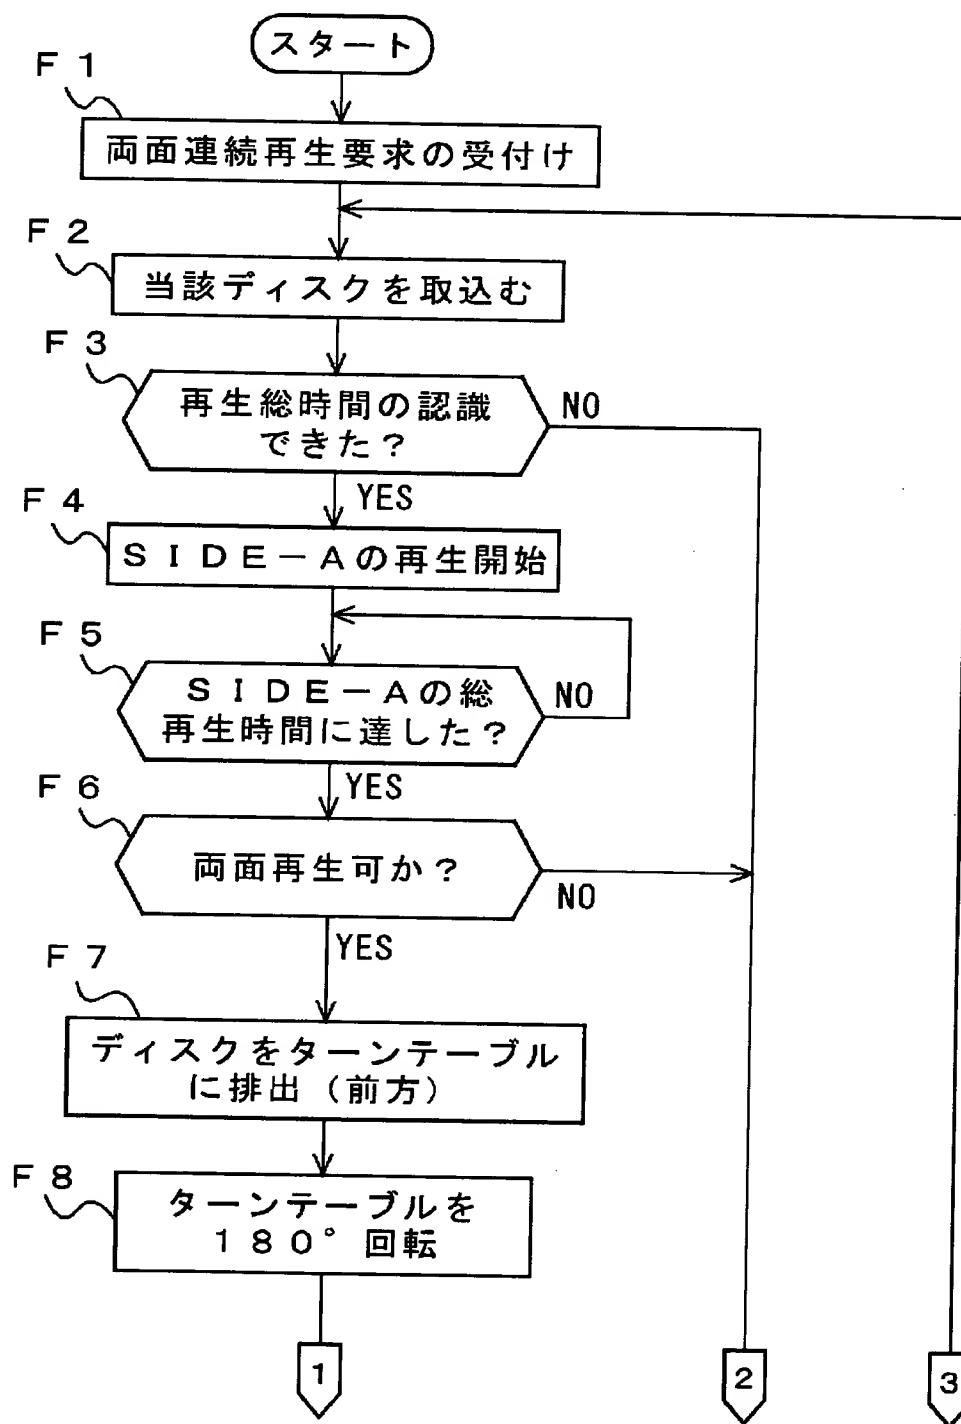 スタート
F 1
両面連続再生要求の受付け
F 2
当該ディスクを取込む
F 3
再生総時間の認識
できた？
NO
YES
F 4
SIDE－Aの再生開始
F 5
SIDE－Aの総
再生時間に達した？
NO
YES
F 6
両面再生可か？
NO
YES
F 7
ディスクをターンテーブル
に排出（前方）
F 8
ターンテーブルを
180°回転
1
2
3